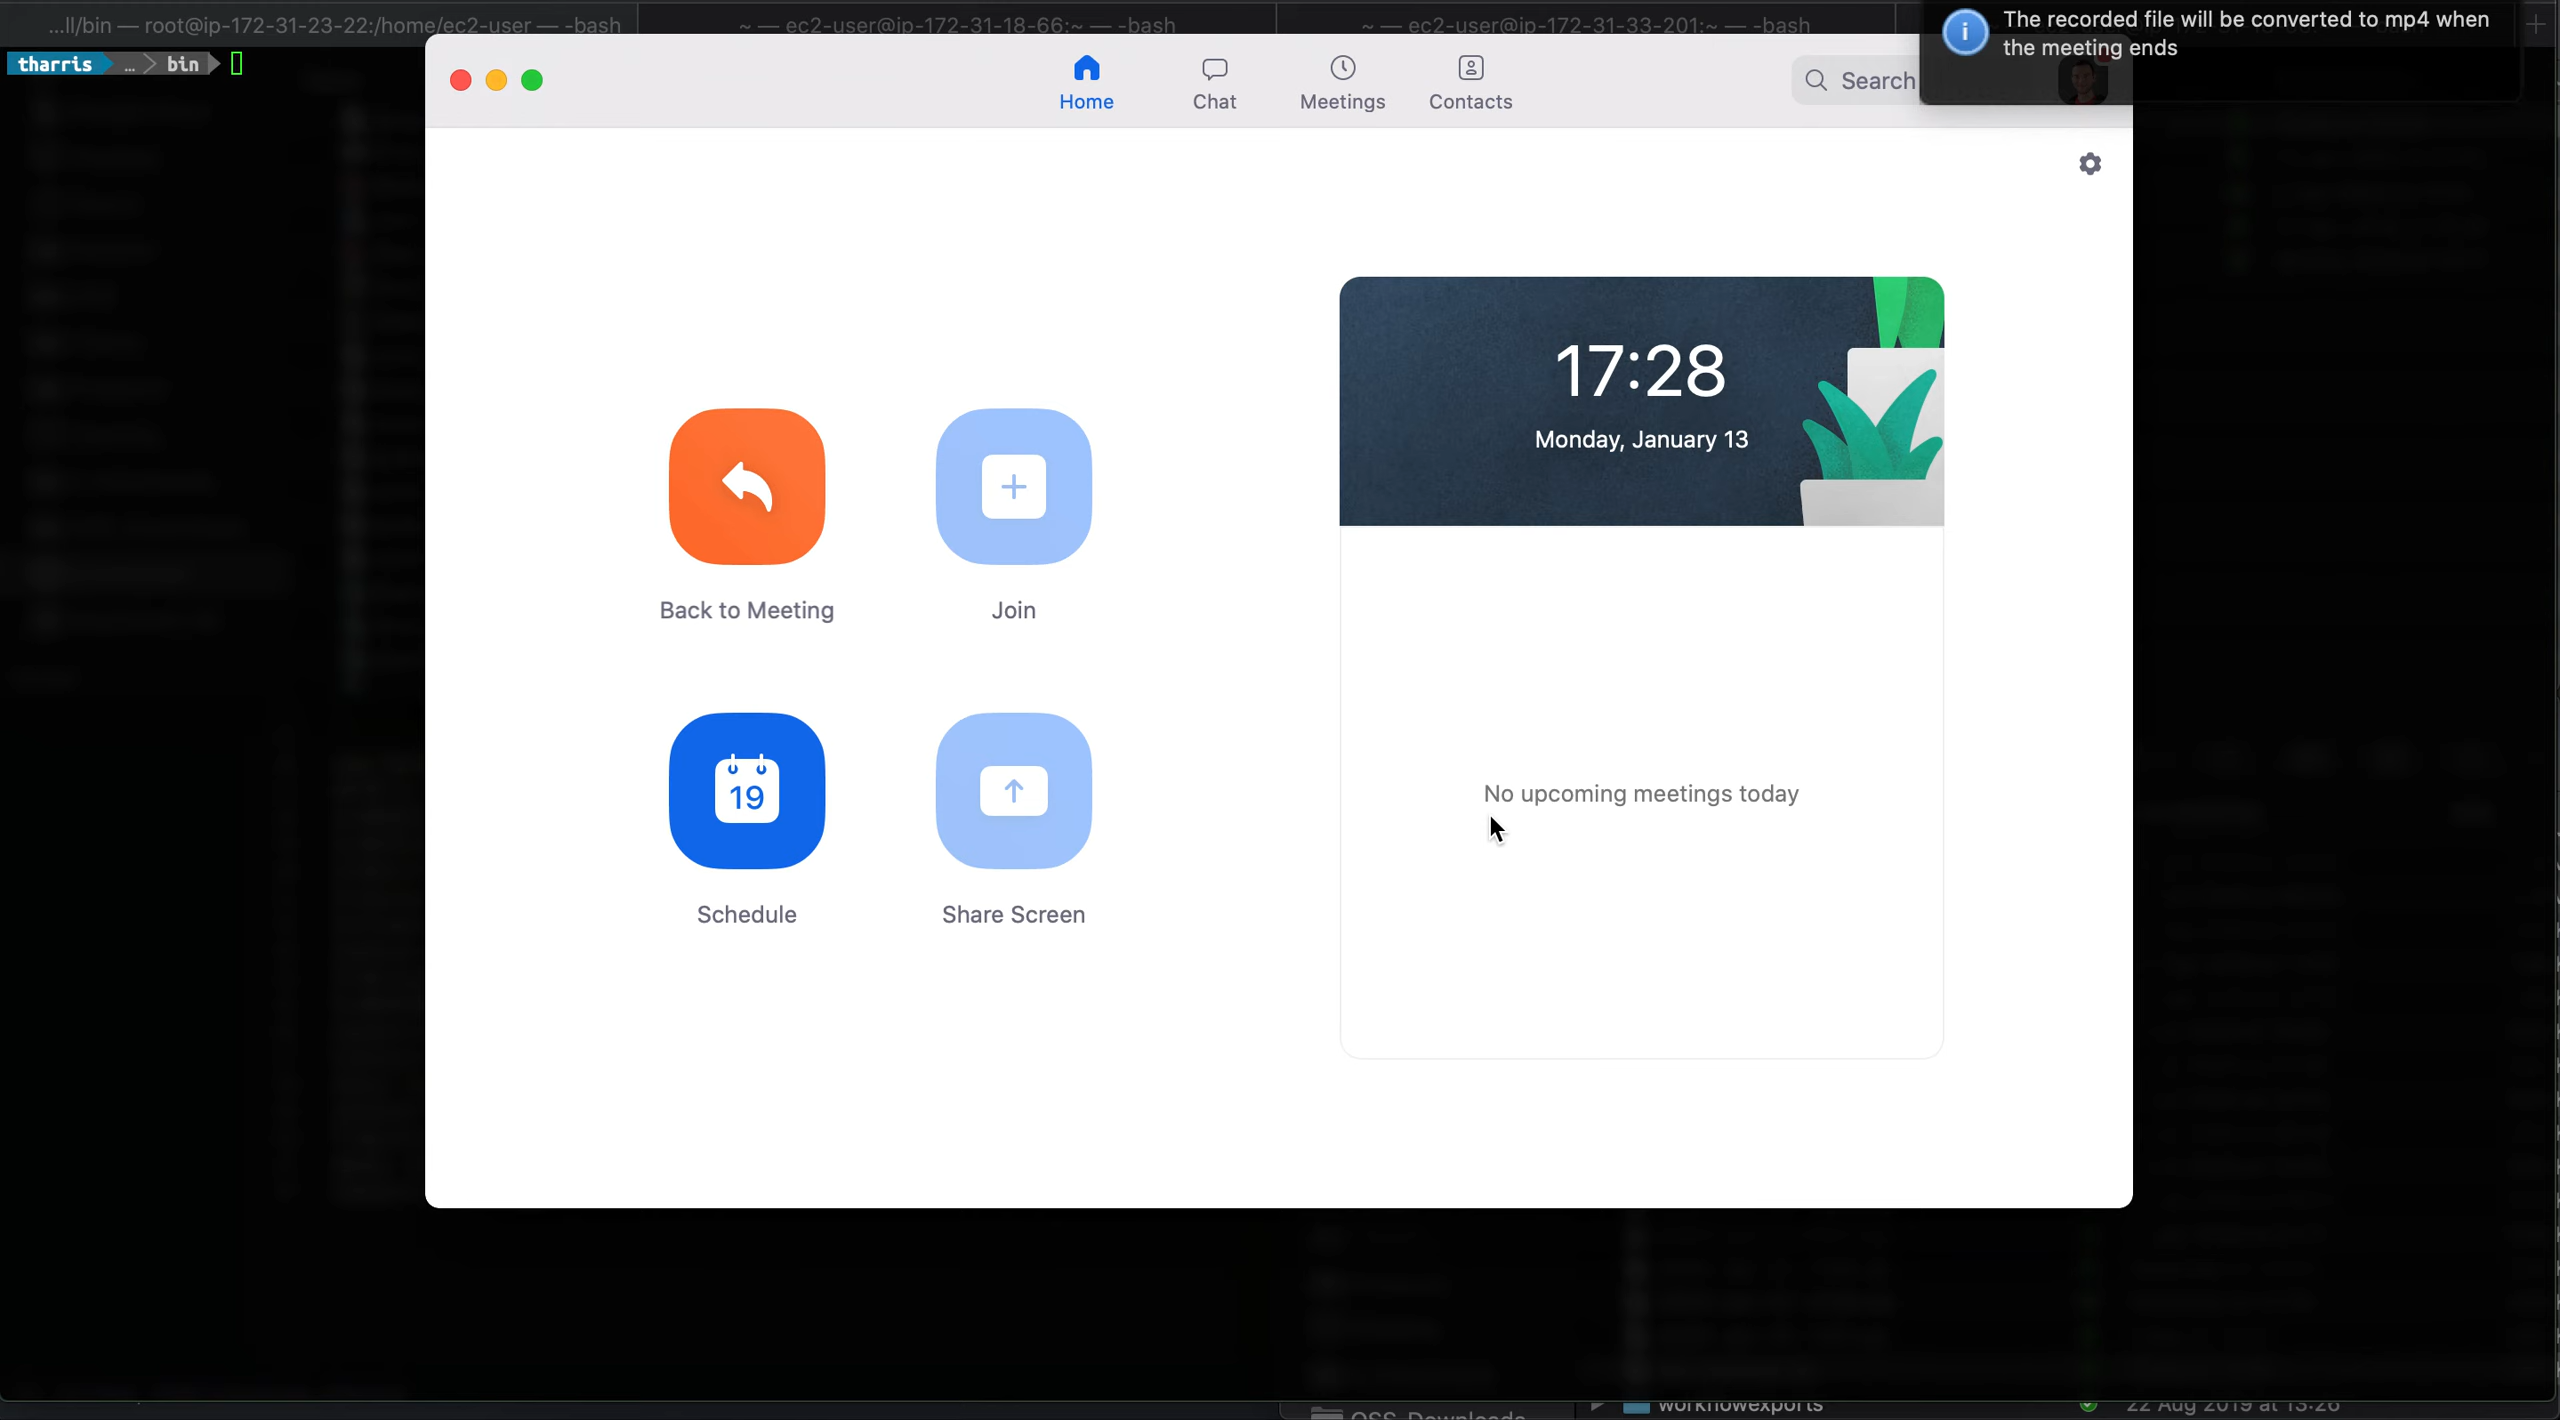 ...ll/bin — root@ip-172-31-23-22:/home/ec2-user — -bash
~ — ec2-user@ip-172-31-18-66:~ — -bash
~ — ec2-user@ip-172-31-33-201:~ — -bash
The recorded file will be converted to mp4 when
the meeting ends
tharris … bin
Home
Chat
Meetings
Contacts
Search
17:28
Monday, January 13
Back to Meeting
Join
No upcoming meetings today
19
Schedule
Share Screen
workflowexports
22 Aug 2019 at 13:26
OSS Downloads